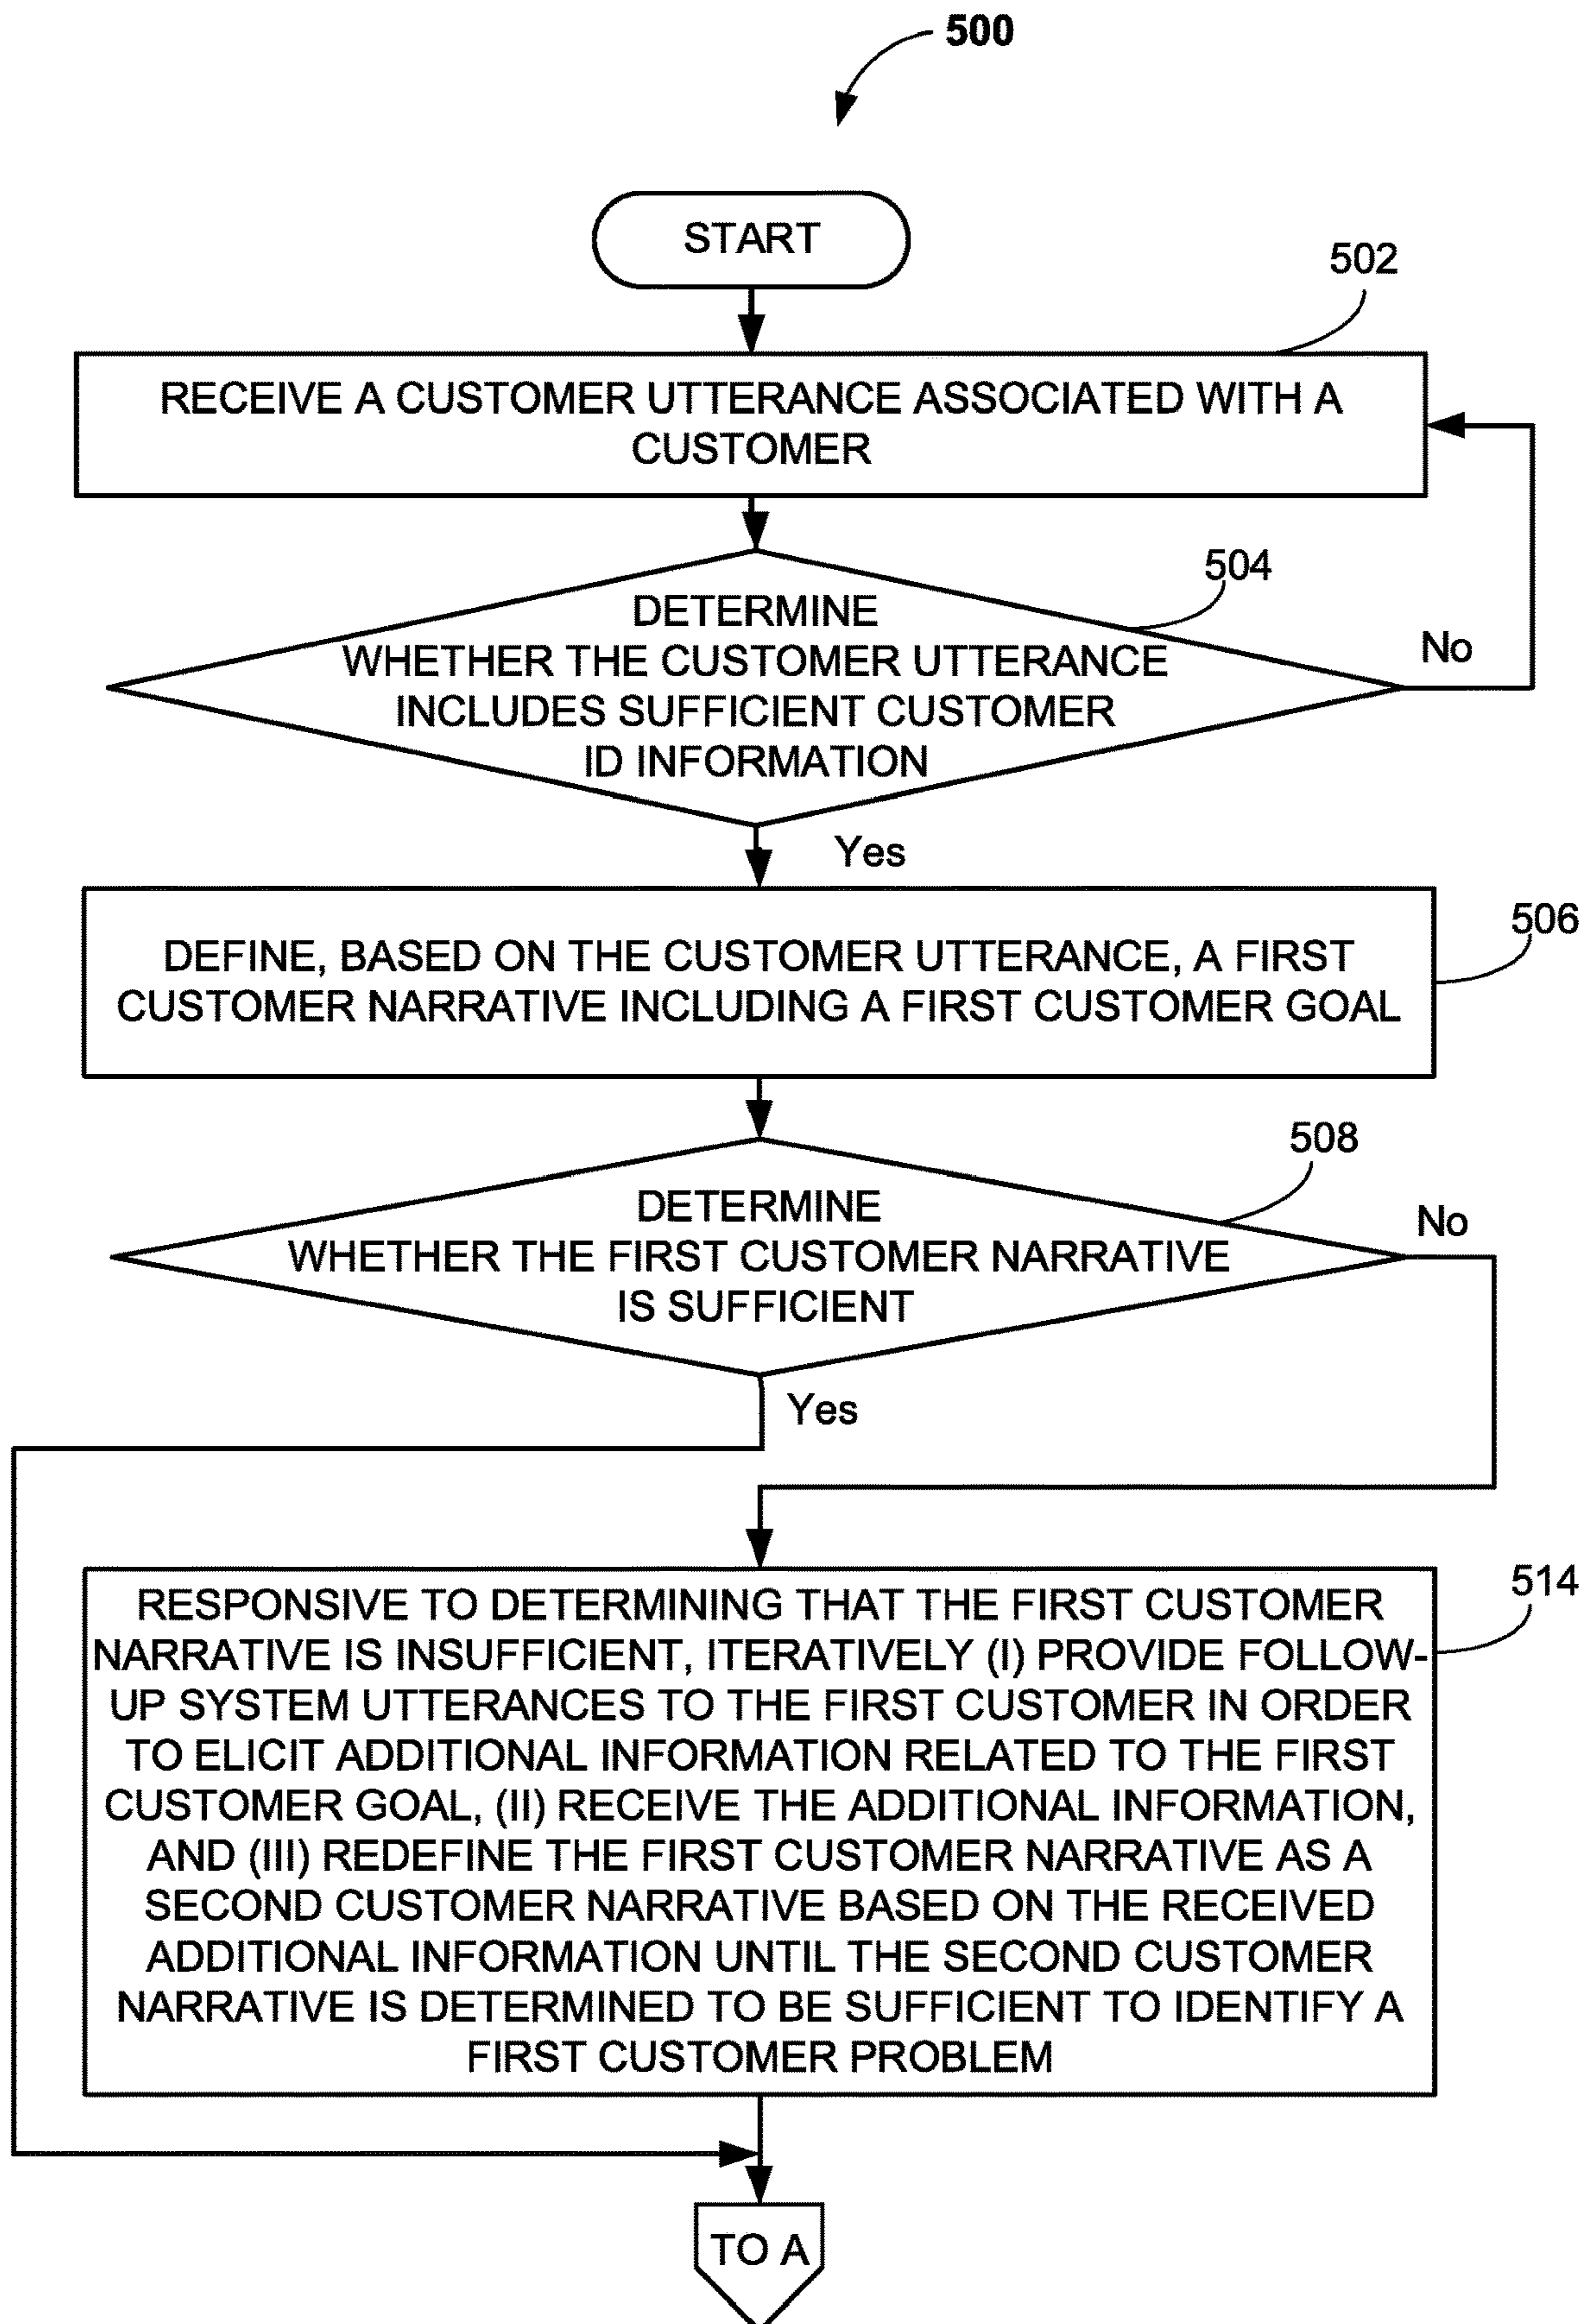 500
START
502
RECEIVE A CUSTOMER UTTERANCE ASSOCIATED WITH A
CUSTOMER
504
DETERMINE
WHETHER THE CUSTOMER UTTERANCE
INCLUDES SUFFICIENT CUSTOMER
ID INFORMATION
No
Yes
506
DEFINE, BASED ON THE CUSTOMER UTTERANCE, A FIRST
CUSTOMER NARRATIVE INCLUDING A FIRST CUSTOMER GOAL
508
DETERMINE
WHETHER THE FIRST CUSTOMER NARRATIVE
IS SUFFICIENT
No
Yes
514
RESPONSIVE TO DETERMINING THAT THE FIRST CUSTOMER
NARRATIVE IS INSUFFICIENT, ITERATIVELY (I) PROVIDE FOLLOW-
UP SYSTEM UTTERANCES TO THE FIRST CUSTOMER IN ORDER
TO ELICIT ADDITIONAL INFORMATION RELATED TO THE FIRST
CUSTOMER GOAL, (II) RECEIVE THE ADDITIONAL INFORMATION,
AND (III) REDEFINE THE FIRST CUSTOMER NARRATIVE AS A
SECOND CUSTOMER NARRATIVE BASED ON THE RECEIVED
ADDITIONAL INFORMATION UNTIL THE SECOND CUSTOMER
NARRATIVE IS DETERMINED TO BE SUFFICIENT TO IDENTIFY A
FIRST CUSTOMER PROBLEM
TO A